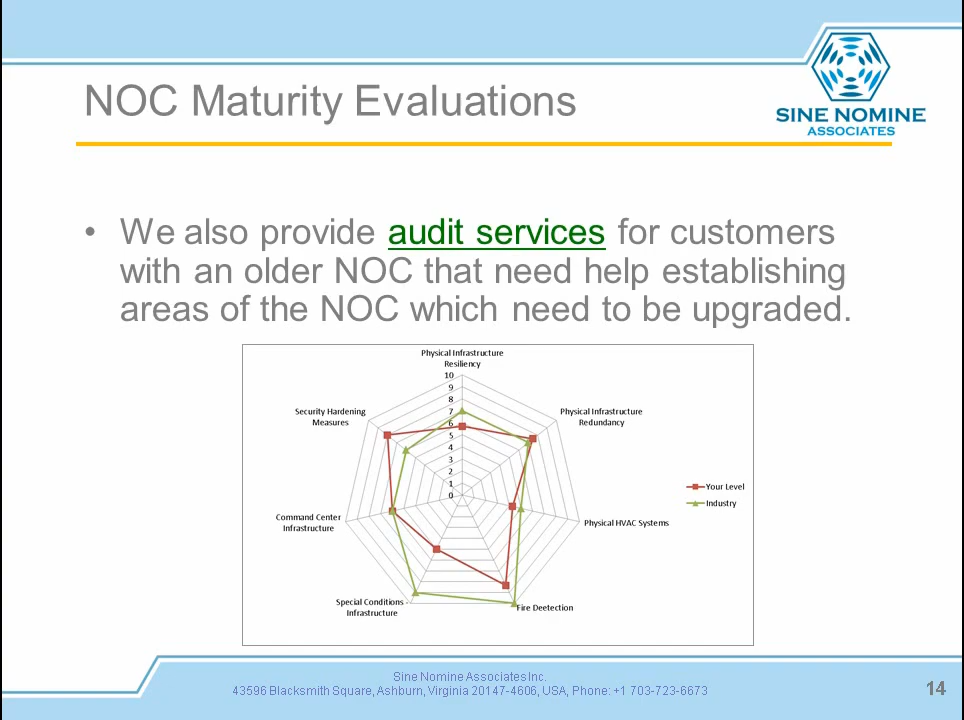 NOC Maturity Evaluations
SINE NOMINE
ASSOCIATES
• We also provide audit services for customers
with an older NOC that need help establishing
areas of the NOC which need to be upgraded.
Physical Infrastructure
Resiliency
10
9
8
7
6
5
4
3
2
1
0
Security Hardening
Measures
Physical Infrastructure
Redundancy
Your Level
Industry
Command Center
Infrastructure
Physical HVAC Systems
Special Conditions -
Infrastructure
Fire Deetection
Sine Nomine Associates Inc.
43596 Blacksmith Square, Ashburn, Virginia 20147-4606, USA, Phone: +1 703-723-6673
14